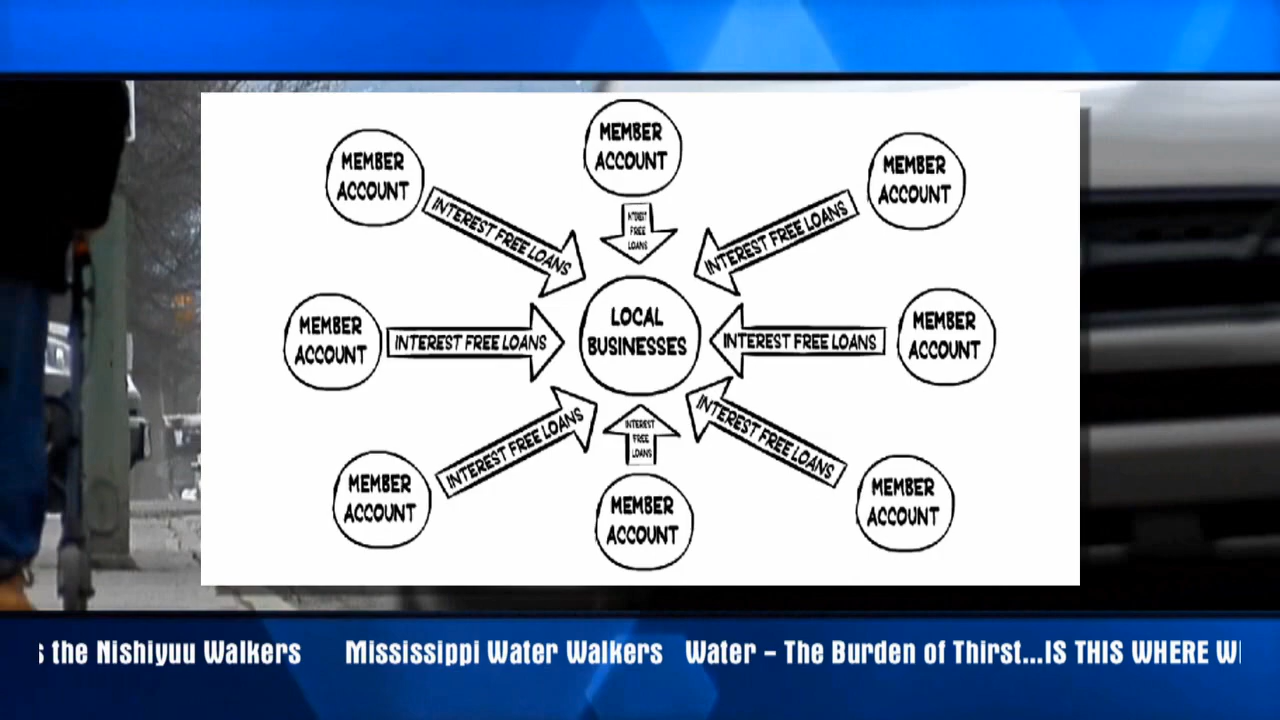 MEMBER
ACCOUNT
MEMBER
ACCOUNT
MEMBER
ACCOUNT
INTEREST FREE LOANS
INTEREST
FREE
LOANS
INTEREST FREE LOANS
MEMBER
ACCOUNT
INTEREST FREE LOANS
LOCAL
BUSINESSES
INTEREST FREE LOANS
MEMBER
ACCOUNT
INTEREST FREE LOANS
INTEREST
FREE
LOANS
INTEREST FREE LOANS
MEMBER
ACCOUNT
MEMBER
ACCOUNT
MEMBER
ACCOUNT
s the Nishiyuu Walkers Mississippi Water Walkers Water – The Burden of Thirst...IS THIS WHERE W